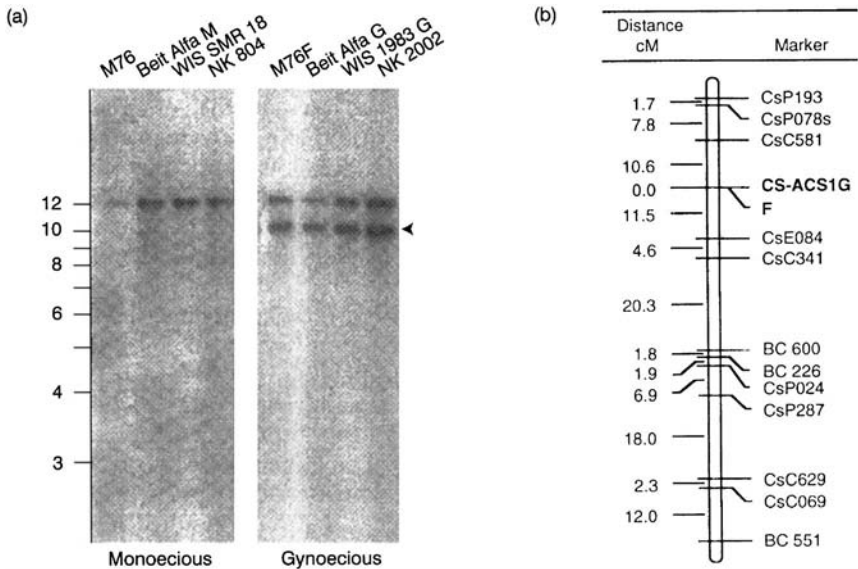 (a)
M76
Beit Alfa M
WIS SMR 18
NK 804
M76F
Beit Alfa G
WIS 1983 G
NK 2002
12
10
8
6
4
3
Monoecious
Gynoecious
(b)
Distance
cM
Marker
1.7
7.8
10.6
0.0
11.5
4.6
20.3
1.8
1.9
6.9
18.0
2.3
12.0
CsP193
CsP078s
CsC581
CS-ACS1G
F
CsE084
CsC341
BC 600
BC 226
CsP024
CsP287
CsC629
CsC069
BC 551